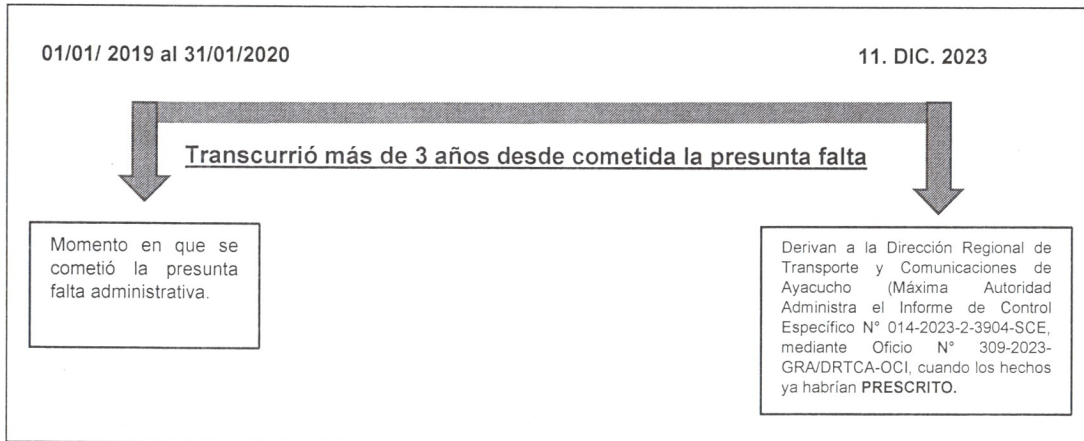 01/01/ 2019 al 31/01/2020
11. DIC. 2023
Transcurrió más de 3 años desde cometida la presunta falta
Momento en que se
cometió la presunta
falta administrativa.
Derivan a la Dirección Regional de
Transporte y Comunicaciones de
Ayacucho (Máxima Autoridad
Administra el Informe de Control
Específico N° 014-2023-2-3904-SCE,
mediante Oficio N° 309-2023-
GRA/DRTCA-OCI, cuando los hechos
ya habrían PRESCRITO.